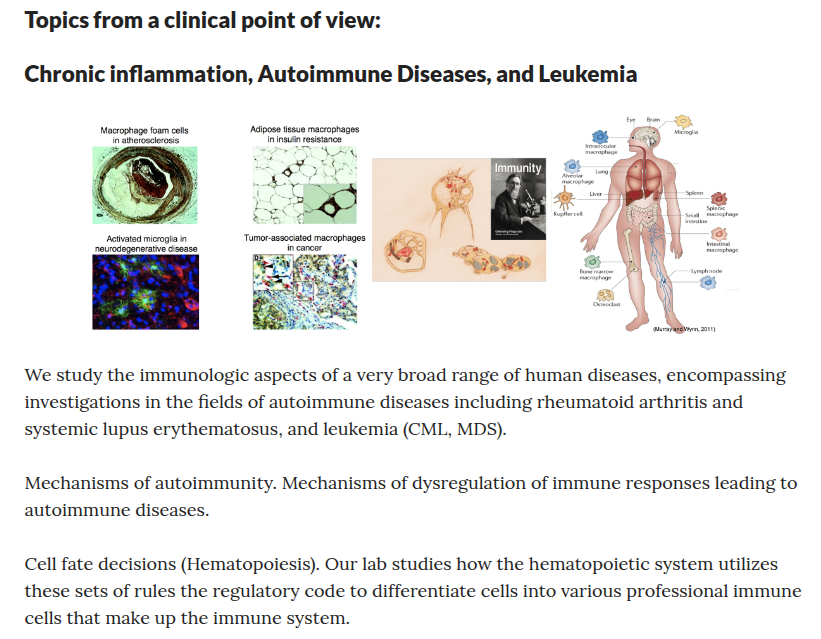 Topics from a clinical point of view:
Chronic inflammation, Autoimmune Diseases, and Leukemia
Macrophage foam cells
in atherosclerosis
Adipose tissue macrophages
in insulin resistance
Activated microglia in
neurodegenerative disease
Tumor-associated macrophages
in cancer
Immunity
Eye
Brain
Microglia
Intraocular
macrophage
Alveolar
macrophage
Lung
Liver
Kupffer cell
Spleen
Splenic
macrophage
Small
intestine
Intestinal
macrophage
Bone marrow
macrophage
Lymph node
Osteoclast
(Murray and Wynn, 2011)
We study the immunologic aspects of a very broad range of human diseases, encompassing
investigations in the fields of autoimmune diseases including rheumatoid arthritis and
systemic lupus erythematosus, and leukemia (CML, MDS).
Mechanisms of autoimmunity. Mechanisms of dysregulation of immune responses leading to
autoimmune diseases.
Cell fate decisions (Hematopoiesis). Our lab studies how the hematopoietic system utilizes
these sets of rules the regulatory code to differentiate cells into various professional immune
cells that make up the immune system.